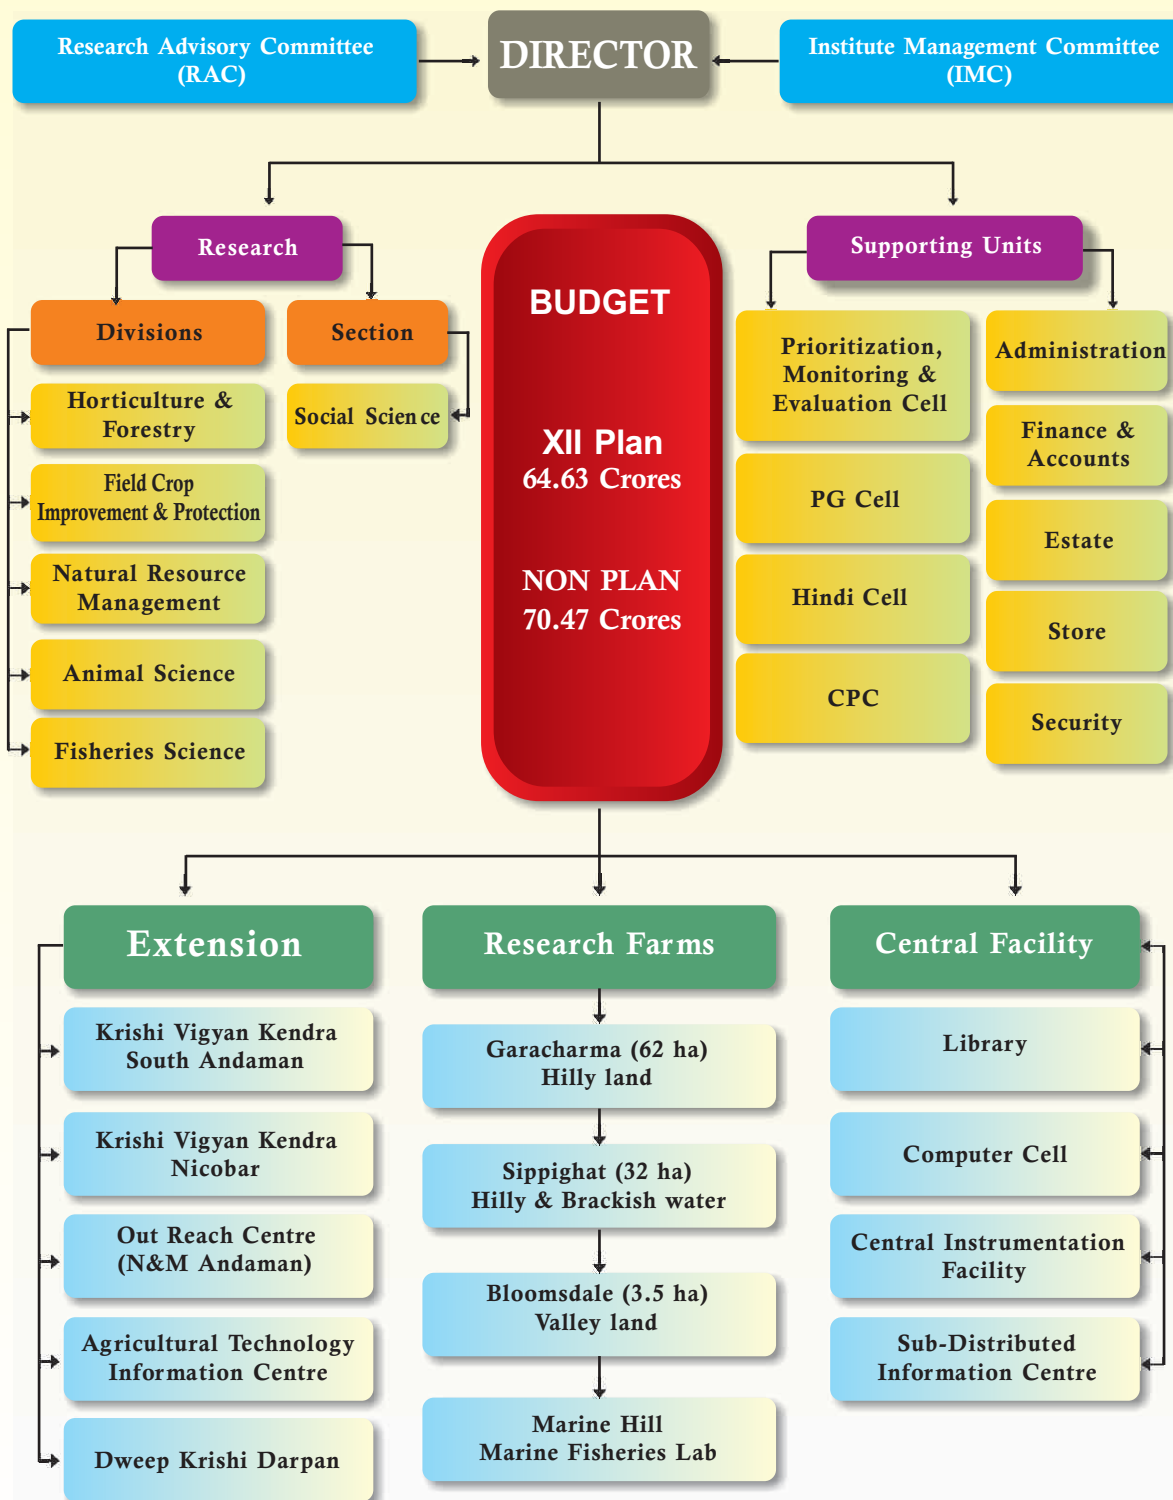 Research Advisory Committee
(RAC)
DIRECTOR
Institute Management Committee
(IMC)
Research
Supporting Units
Divisions
Horticulture &
Forestry
Field Crop
Improvement & Protection
Natural Resource
Management
Animal Science
Fisheries Science
Section
Social Science
BUDGET
XII Plan
64.63 Crores
NON PLAN
70.47 Crores
Prioritization,
Monitoring &
Evaluation Cell
PG Cell
Hindi Cell
CPC
Administration
Finance &
Accounts
Estate
Store
Security
Extension
Krishi Vigyan Kendra
South Andaman
Krishi Vigyan Kendra
Nicobar
Out Reach Centre
(N&M Andaman)
Agricultural Technology
Information Centre
Dweep Krishi Darpan
Research Farms
Garacharma (62 ha)
Hilly land
Sippighat (32 ha)
Hilly & Brackish water
Bloomsdale (3.5 ha)
Valley land
Marine Hill
Marine Fisheries Lab
Central Facility
Library
Computer Cell
Central Instrumentation
Facility
Sub-Distributed
Information Centre